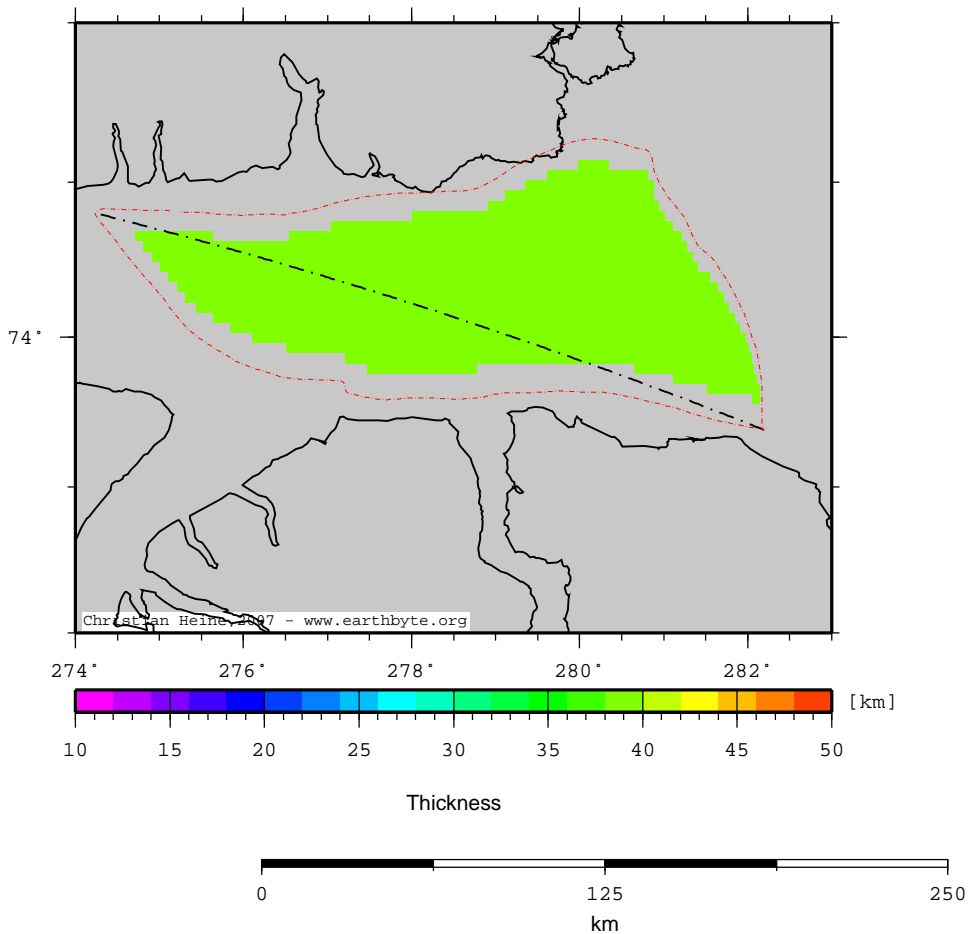 74°
Christian Heine, 2007 - www.earthbyte.org
274° 276° 278° 280° 282°
[km]
10 15 20 25 30 35 40 45 50
Thickness
0 125 250
km